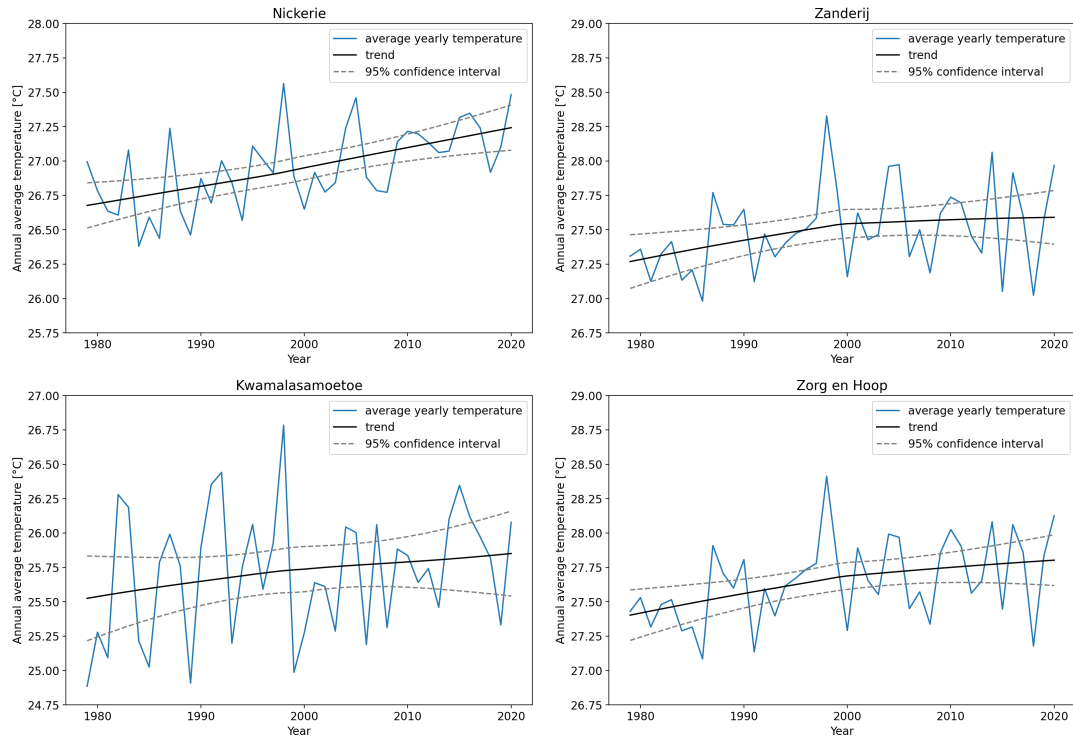 Nickerie
28.00
27.75
27.50
27.25
27.00
26.75
26.50
26.25
26.00
25.75
Annual average temperature [°C]
average yearly temperature
trend
95% confidence interval
1980 1990 2000 2010 2020
Year
Zanderij
29.00
28.75
28.50
28.25
28.00
27.75
27.50
27.25
27.00
26.75
Annual average temperature [°C]
average yearly temperature
trend
95% confidence interval
1980 1990 2000 2010 2020
Year
Kwamalasamoetoe
27.00
26.75
26.50
26.25
26.00
25.75
25.50
25.25
25.00
24.75
Annual average temperature [°C]
average yearly temperature
trend
95% confidence interval
1980 1990 2000 2010 2020
Year
Zorg en Hoop
29.00
28.75
28.50
28.25
28.00
27.75
27.50
27.25
27.00
26.75
Annual average temperature [°C]
average yearly temperature
trend
95% confidence interval
1980 1990 2000 2010 2020
Year